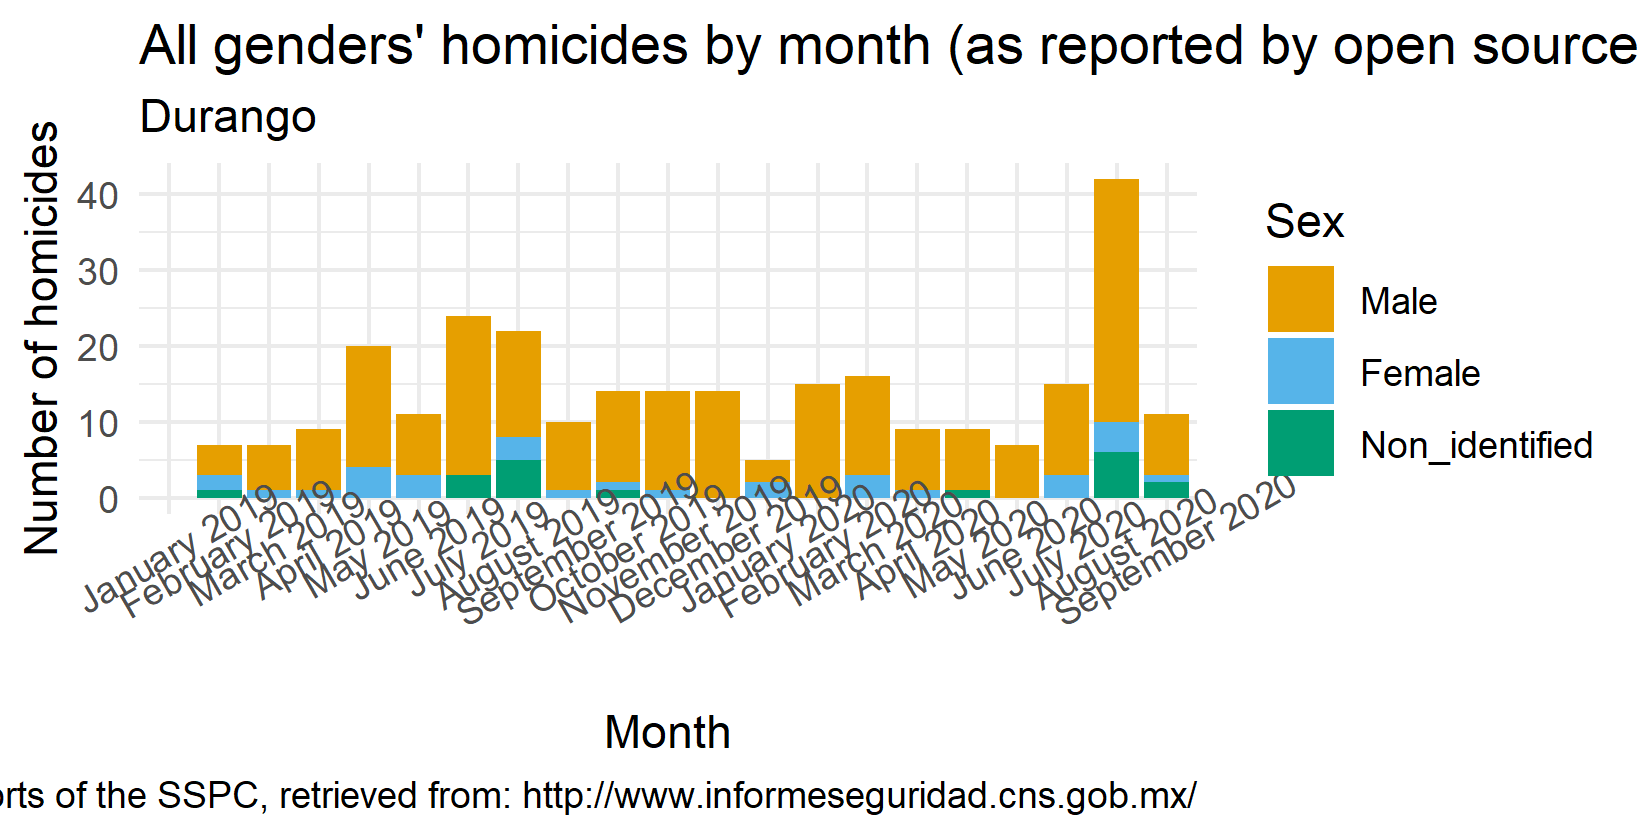 All genders' homicides by month (as reported by open source
Durango
Number of homicides
40
30
20
10
0
January 2019
February 2019
March 2019
April 2019
May 2019
June 2019
July 2019
August 2019
September 2019
October 2019
November 2019
December 2019
January 2020
February 2020
March 2020
April 2020
May 2020
June 2020
July 2020
August 2020
September 2020
Month
Sex
Male
Female
Non_identified
orts of the SSPC, retrieved from: http://www.informeseguridad.cns.gob.mx/